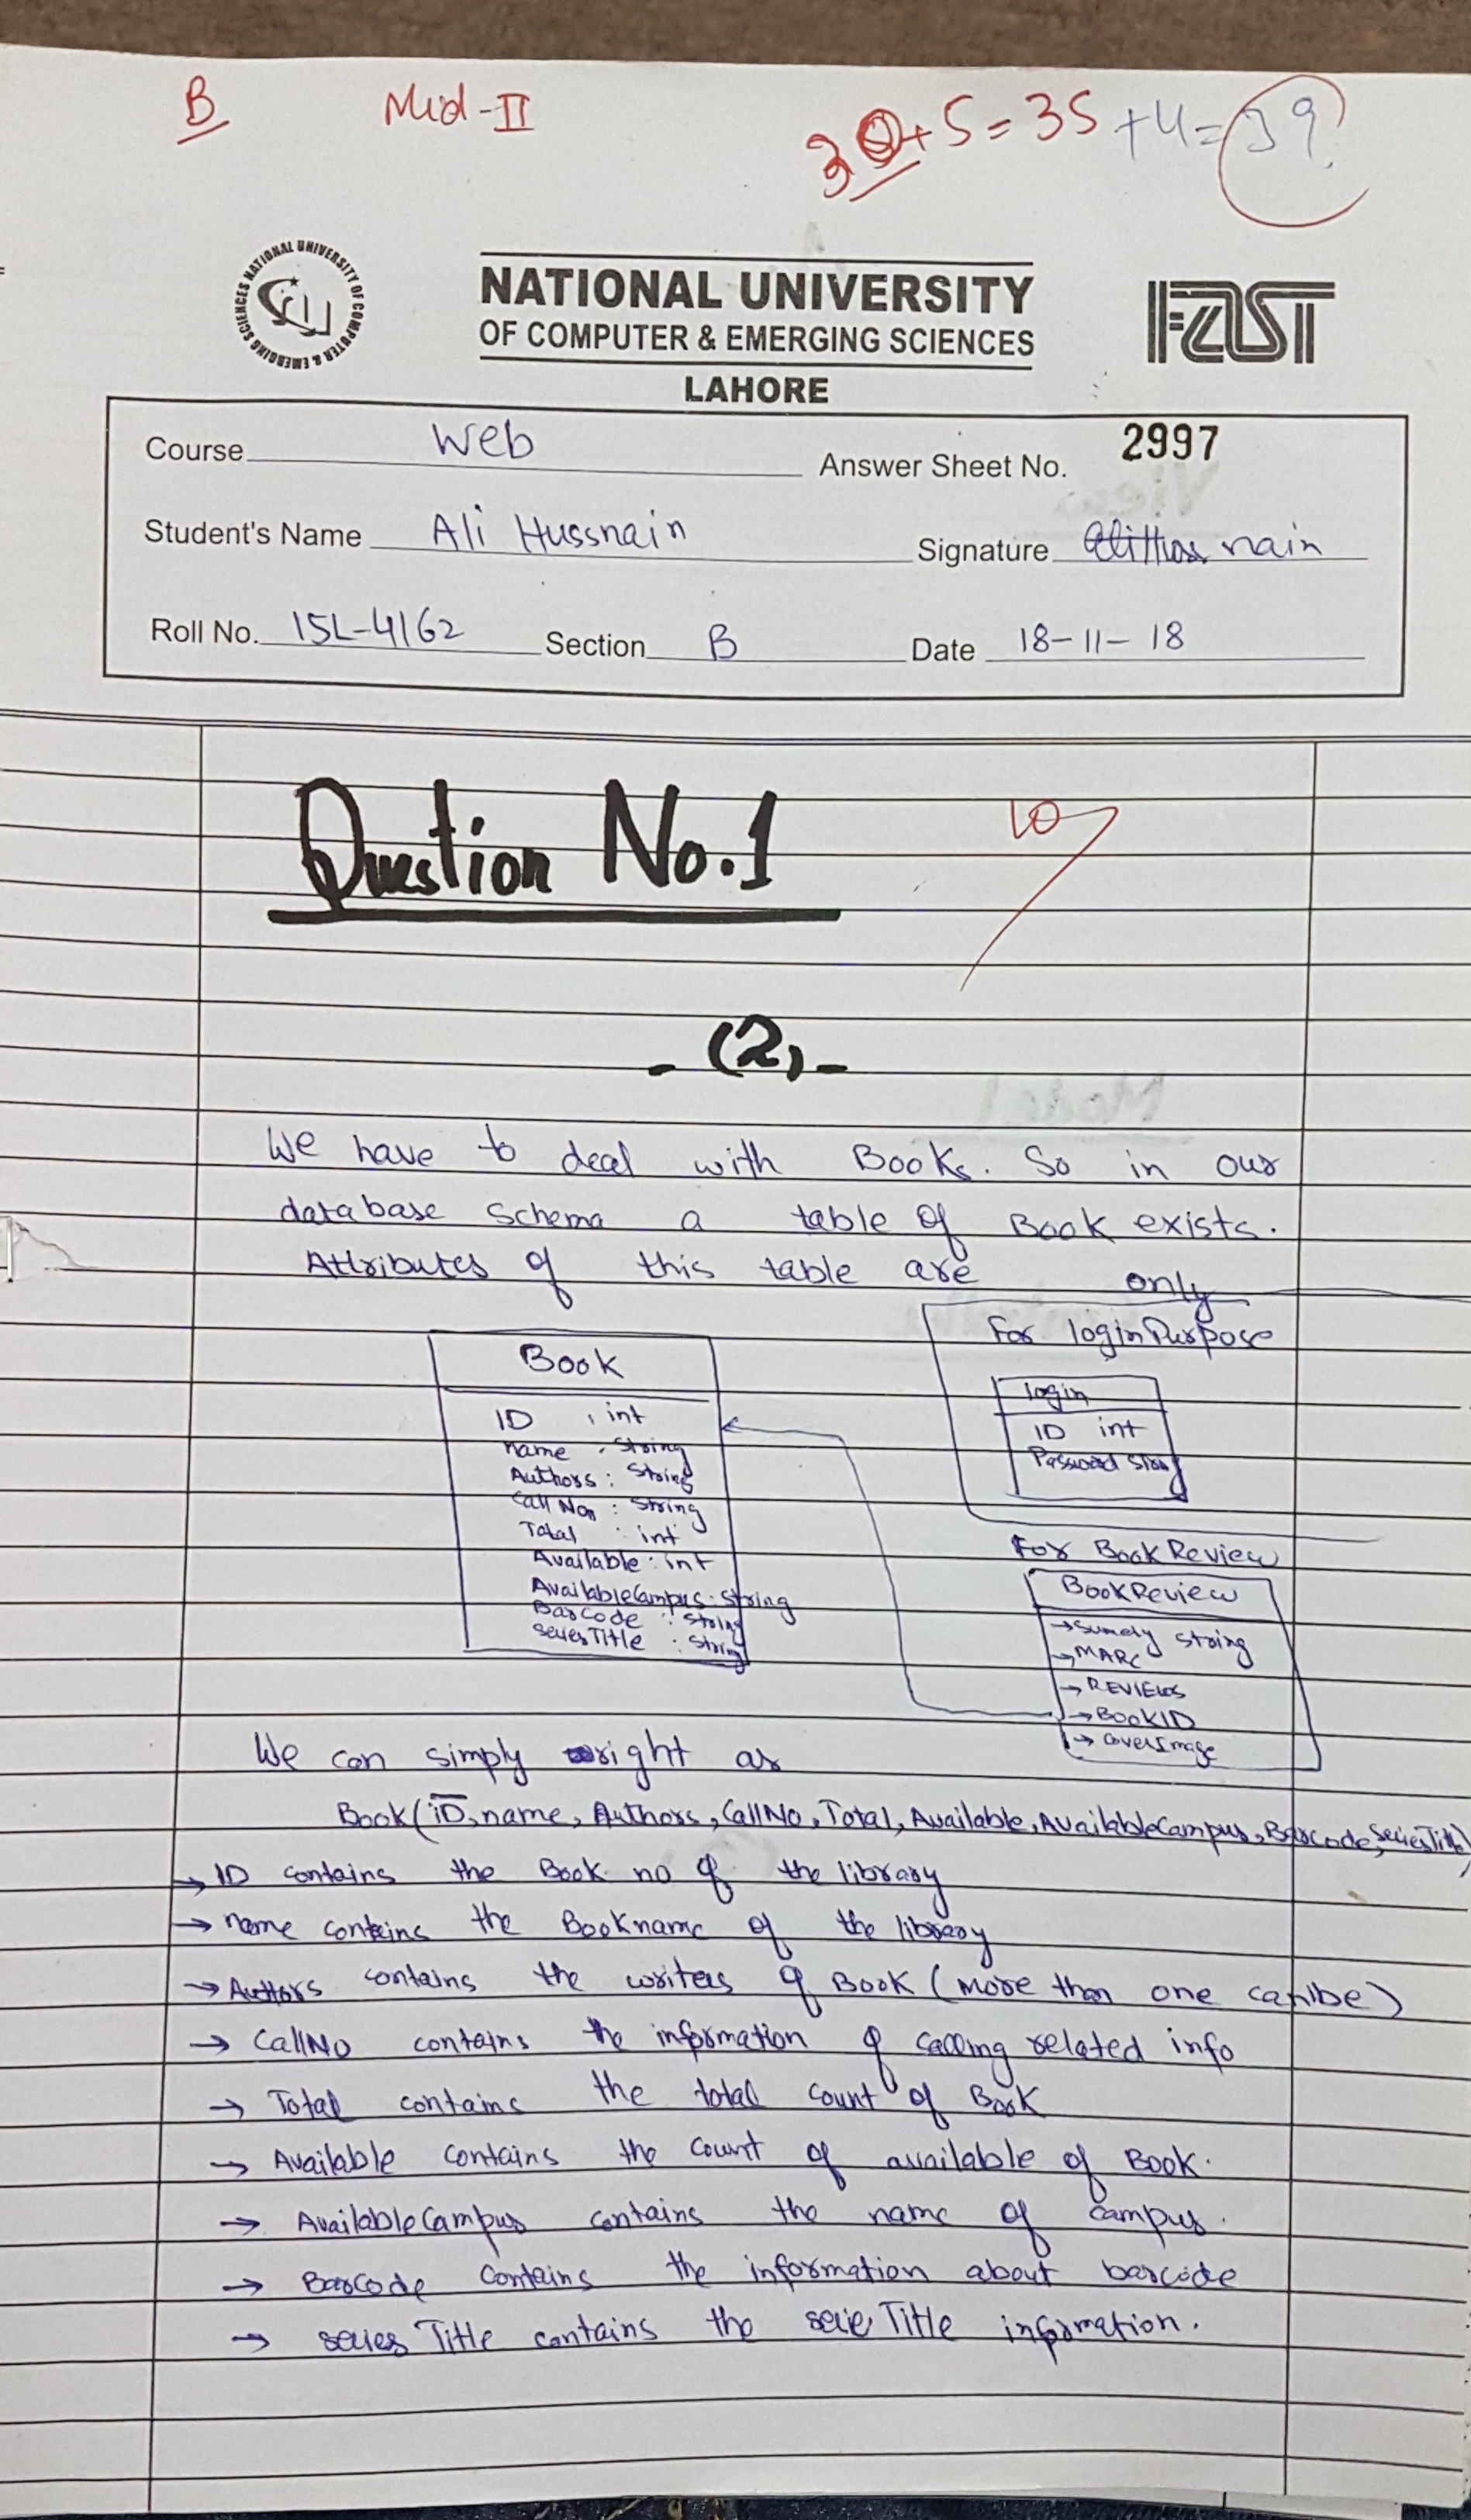 B Mid-II 30+5=35 +4=39
NATIONAL UNIVERSITY OF COMPUTER & EMERGING SCIENCES
NATIONAL UNIVERSITY
OF COMPUTER & EMERGING SCIENCES
LAHORE
FAST
Course Web Answer Sheet No. 2997
Student's Name Ali Hussnain Signature AliHussnain
Roll No. 15L-4162 Section B Date 18-11-18
Question No.1 10
-(2)-
We have to deal with Books. So in our
database schema a table of Book exists.
Attributes of this table are
only
For loginPurpose
login
ID int
Password
Book
ID : int
name : String
Authors : String
Call No : String
Total : int
Available : int
AvailableCampus : String
BarCode : String
seriesTitle : String
For BookReview
BookReview
→ string
→ MARC
→ REVIEWS
→ BOOKID
→ coverImage
We can simply right as
Book(ID, name, Authors, CallNo, Total, Available, AvailableCampus, Barcode, SeriesTitle)
→ ID contains the Book no of the library
→ name contains the Bookname of the library
→ Authors contains the writers of Book (more than one can be)
→ CallNo contains the information of calling related info
→ Total contains the total count of Book
→ Available contains the count of available of Book.
→ AvailableCampus contains the name of campus.
→ BarCode contains the information about barcode
→ series Title contains the serie Title information.